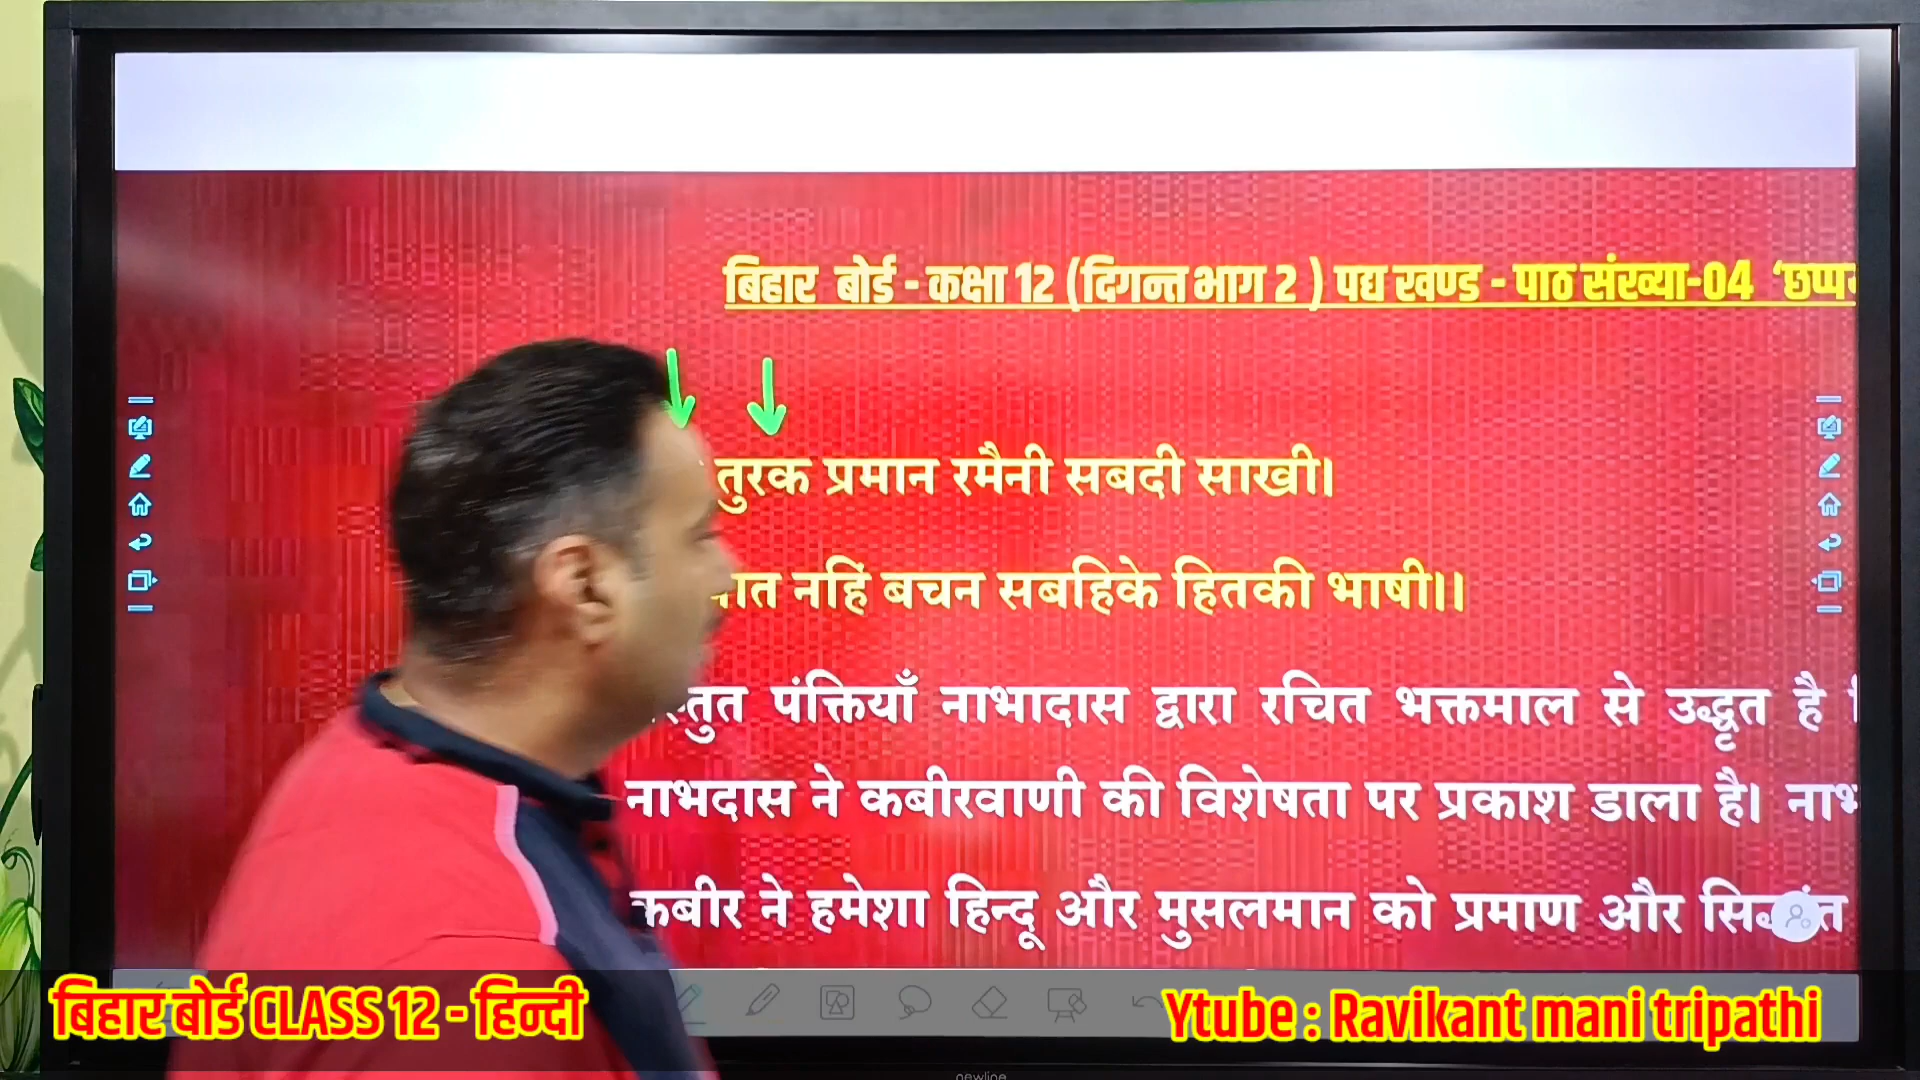 बिहार बोर्ड - कक्षा 12 (दिगन्त भाग 2 ) पद्य खण्ड - पाठ संख्या-04
तुरक प्रमान रमैनी सबदी साखी।
नहिं बचन सबहिके हितकी भाषी।।
पंक्तियाँ नाभादास द्वारा रचित भक्तमाल से उद्धृत है
नाभदास ने कबीरवाणी की विशेषता पर प्रकाश डाला है।
कबीर ने हमेशा हिन्दू और मुसलमान को प्रमाण और
बिहार बोर्ड CLASS 12 - हिन्दी
Ytube : Ravikant mani tripathi
newline